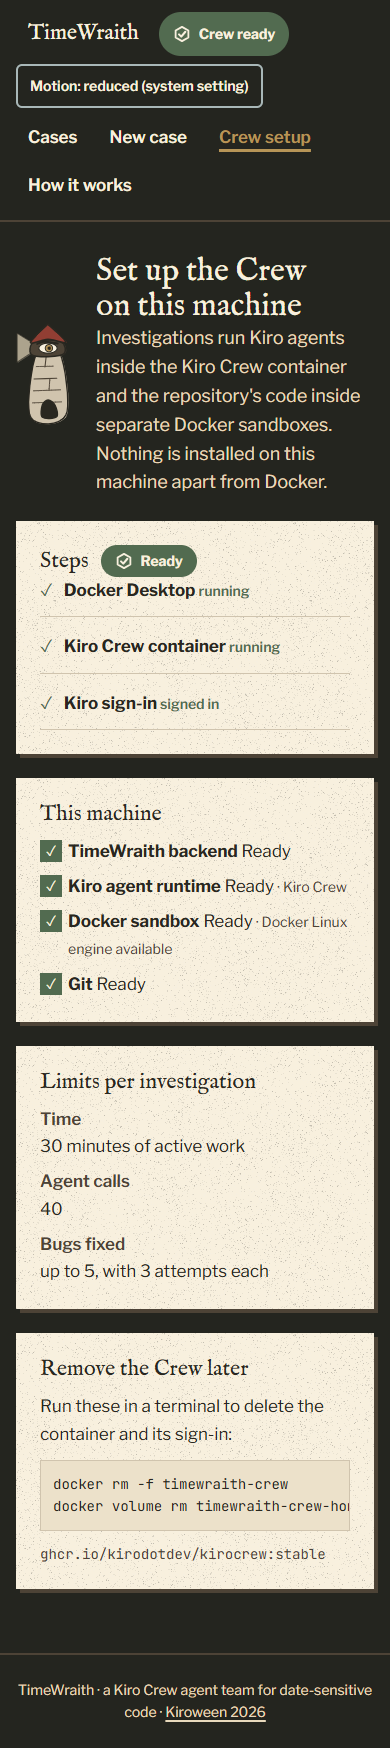 TimeWraith
Crew ready
Motion: reduced (system setting)
Cases New case Crew setup
How it works
Set up the Crew
on this machine
Investigations run Kiro agents
inside the Kiro Crew container
and the repository's code inside
separate Docker sandboxes.
Nothing is installed on this
machine apart from Docker.
Steps Ready
✓ Docker Desktop running
✓ Kiro Crew container running
✓ Kiro sign-in signed in
This machine
✓ TimeWraith backend Ready
✓ Kiro agent runtime Ready · Kiro Crew
✓ Docker sandbox Ready · Docker Linux
engine available
✓ Git Ready
Limits per investigation
Time
30 minutes of active work
Agent calls
40
Bugs fixed
up to 5, with 3 attempts each
Remove the Crew later
Run these in a terminal to delete the
container and its sign-in:
docker rm -f timewraith-crew
docker volume rm
ghcr.io/kirodotdev/kirocrew:stable
TimeWraith · a Kiro Crew agent team for date-sensitive
code · Kiroween 2026